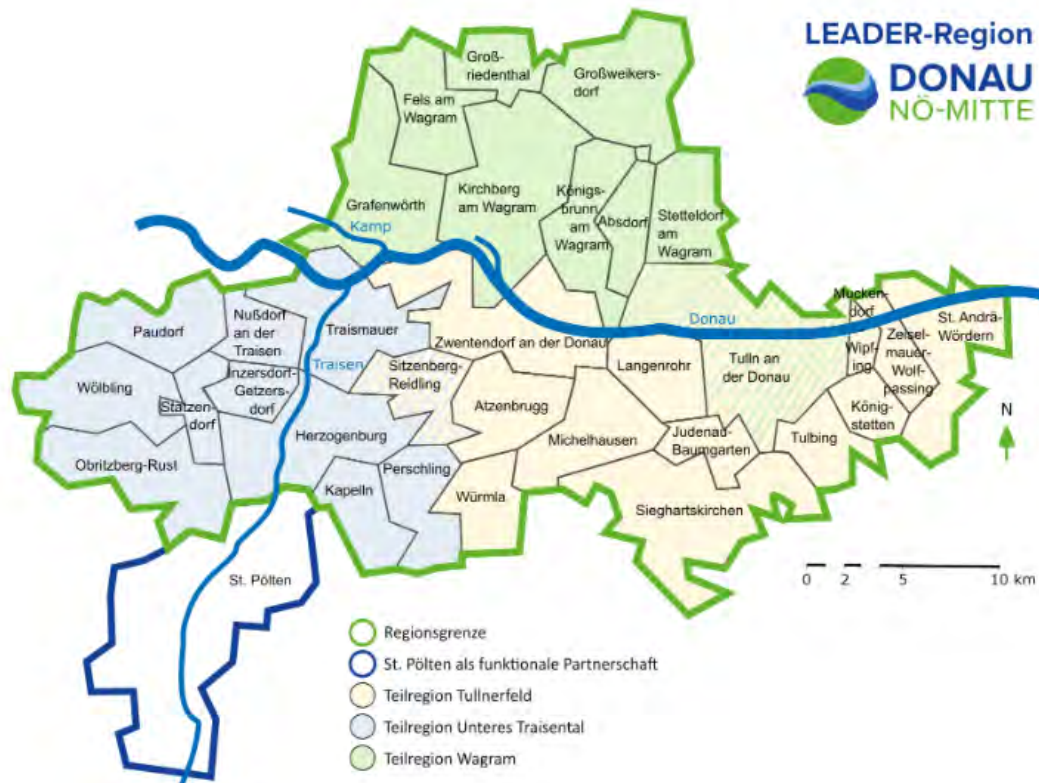 LEADER-Region
DONAU
NÖ-MITTE
Groß-
riedenthal
Großweikers-
dorf
Fels am
Wagram
Grafenwörth
Kirchberg
am Wagram
Königs-
brunn
am
Wagram
Absdorf
Stetteldorf
am
Wagram
Kamp
Paudorf
Nußdorf
an der
Traisen
Traismauer
Donau
Mucken-
dorf
St. Andrä-
Wördern
Zwentendorf an der Donau
Traisen
Sitzenberg-
Reidling
Langenrohr
Tulln an
der Donau
Wipf-
ing
Zeisel-
mauer-
Wolf-
passing
Wölbling
Inzersdorf-
Getzers-
dorf
Statzen-
dorf
Atzenbrugg
König-
stetten
N
Herzogenburg
Michelhausen
Judenau-
Baumgarten
Tulbing
Obritzberg-Rust
Perschling
Kapelln
Würmla
Sieghartskirchen
St. Pölten
0 2 5 10 km
Regionsgrenze
St. Pölten als funktionale Partnerschaft
Teilregion Tullnerfeld
Teilregion Unteres Traisental
Teilregion Wagram